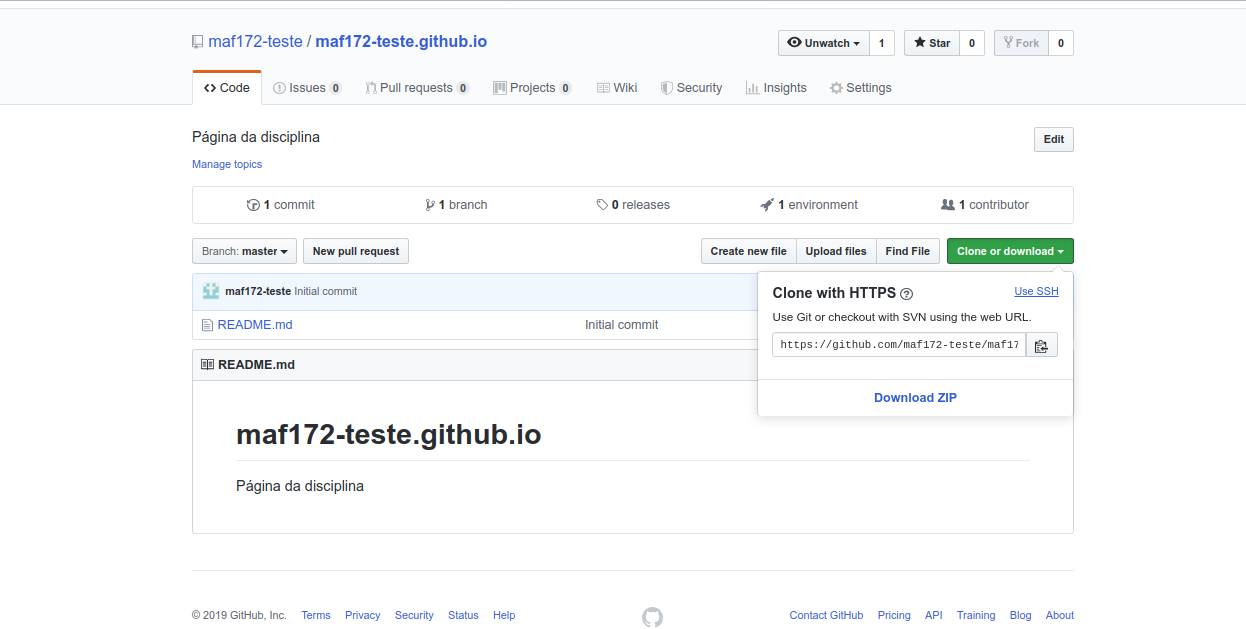 maf172-teste / maf172-teste.github.io
Unwatch 1 Star 0 Fork 0
Code Issues 0 Pull requests 0 Projects 0 Wiki Security Insights Settings
Página da disciplina
Edit
Manage topics
1 commit 1 branch 0 releases 1 environment 1 contributor
Branch: master New pull request Create new file Upload files Find File Clone or download
maf172-teste Initial commit
README.md Initial commit
Clone with HTTPS ? Use SSH
Use Git or checkout with SVN using the web URL.
https://github.com/maf172-teste/maf17
Download ZIP
README.md
maf172-teste.github.io
Página da disciplina
© 2019 GitHub, Inc. Terms Privacy Security Status Help Contact GitHub Pricing API Training Blog About